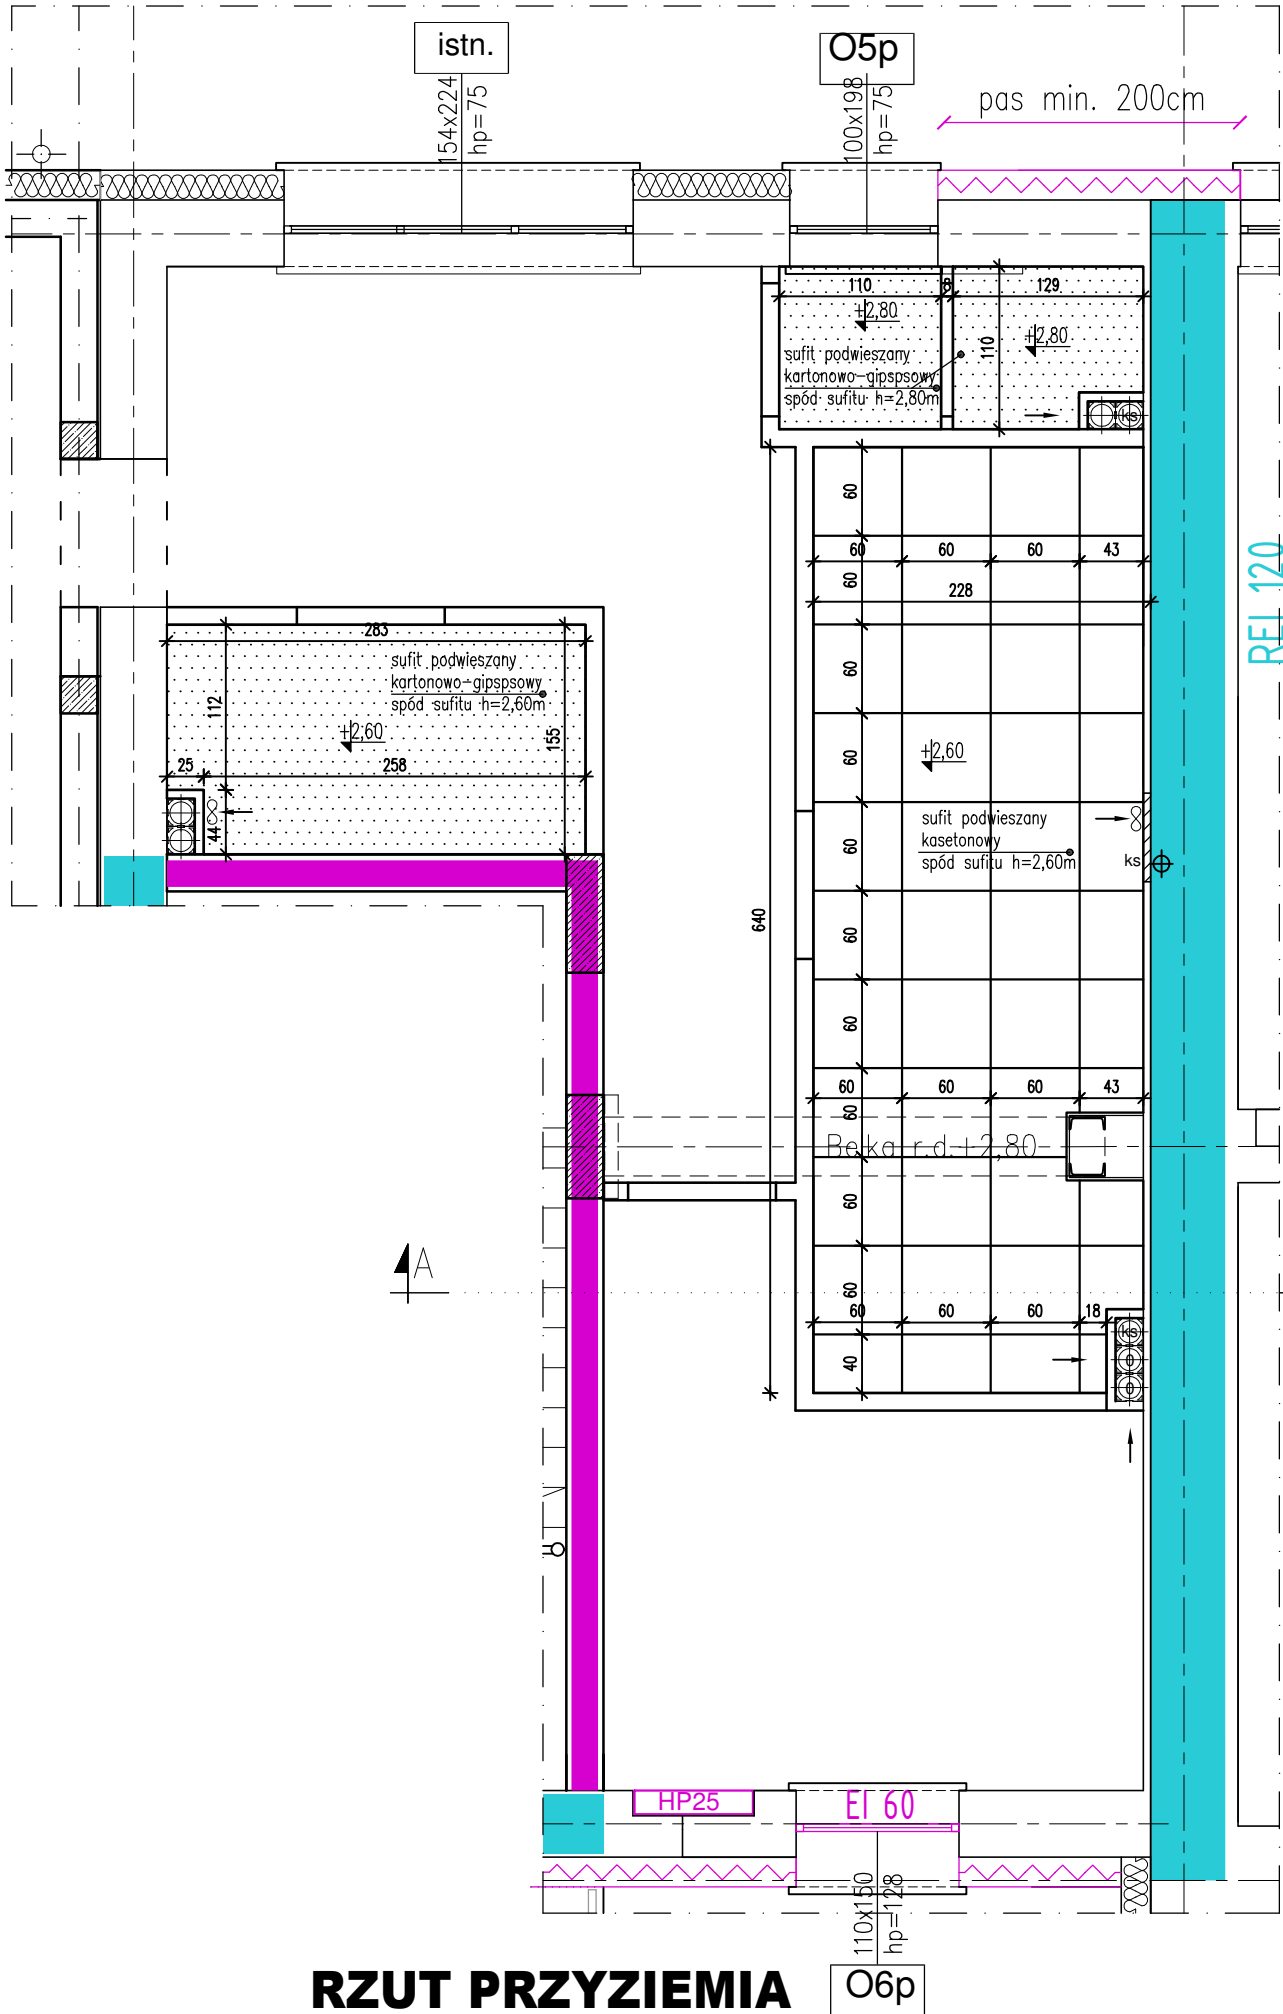 istn.
O5p
154x224
hp=75
100x198
hp=75
pas min. 200cm
110
8
129
+2,80
+2,80
110
sufit podwieszany
kartonowo-gipspsowy
spód sufitu h=2,80m
ks
60
60
60
60
43
60
228
REI 120
283
sufit podwieszany
kartonowo-gipspsowy
spód sufitu h=2,60m
60
112
+2,60
155
60
+2,60
25
258
44
sufit podwieszany
kasetonowy
spód sufitu h=2,60m
60
ks
640
60
60
60
60
60
43
60
Belka r.d.+2,80
60
A
60
60
60
60
18
ks
40
HP25
EI 60
110x150
hp=128
RZUT PRZYZIEMIA
O6p